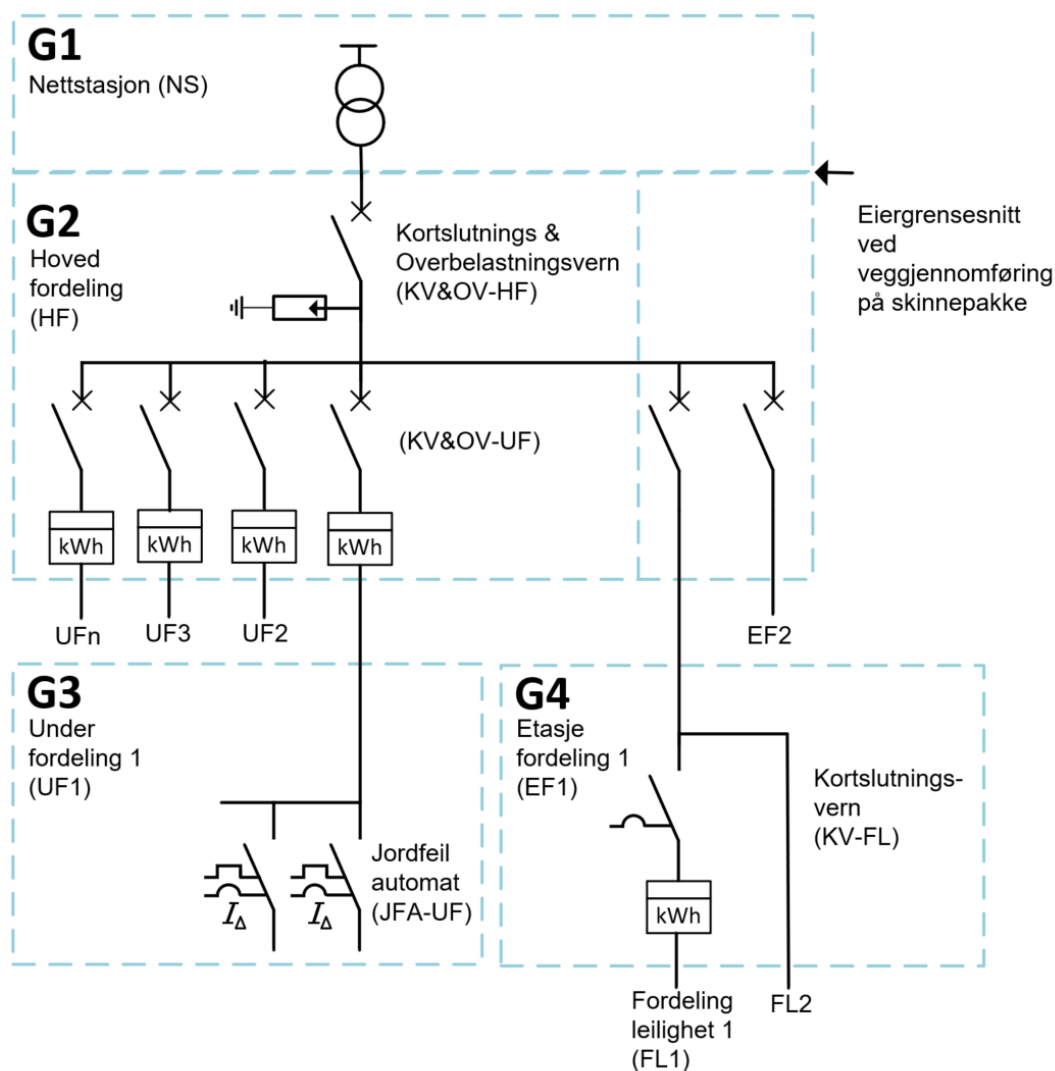 G1
Nettstasjon (NS)
G2
Hoved
fordeling
(HF)
Kortslutnings &
Overbelastningsvern
(KV&OV-HF)
Eiergrensesnitt
ved
veggjennomføring
på skinnepakke
(KV&OV-UF)
kWh
kWh
kWh
kWh
UFn
UF3
UF2
EF2
G3
Under
fordeling 1
(UF1)
Jordfeil
automat
(JFA-UF)
I∆
I∆
G4
Etasje
fordeling 1
(EF1)
Kortslutnings-
vern
(KV-FL)
kWh
Fordeling
leilighet 1
(FL1)
FL2